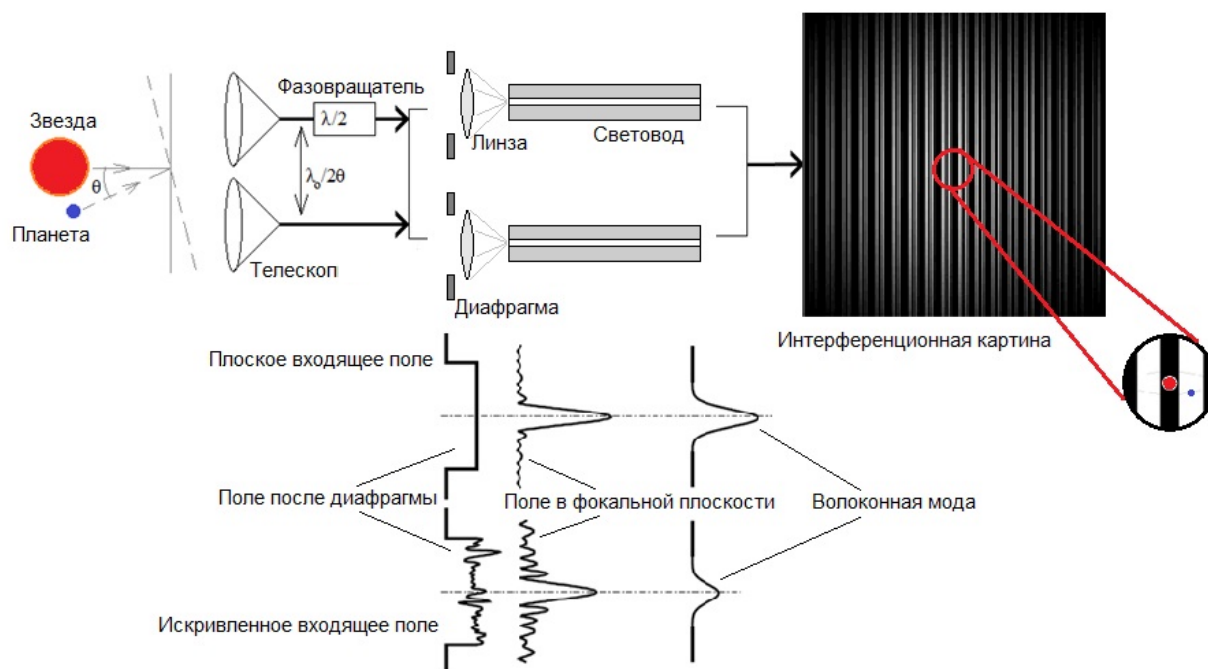 Звезда
θ
Планета
Фазовращатель
λ/2
λ₀/2θ
Телескоп
Линза
Световод
Диафрагма
Интерференционная картина
Плоское входящее поле
Поле после диафрагмы
Поле в фокальной плоскости
Волоконная мода
Искривленное входящее поле